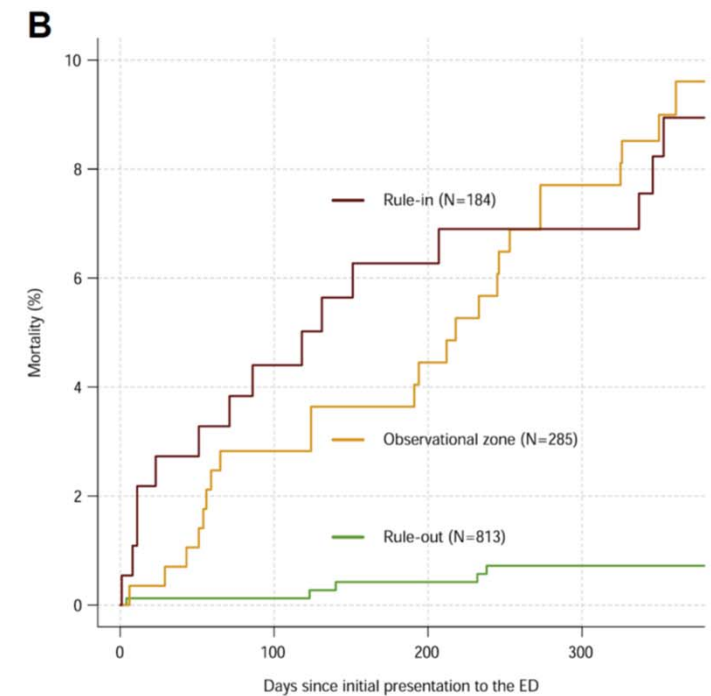 B
10
8
6
4
2
0
Mortality (%)
Rule-in (N=184)
Observational zone (N=285)
Rule-out (N=813)
0 100 200 300
Days since initial presentation to the ED